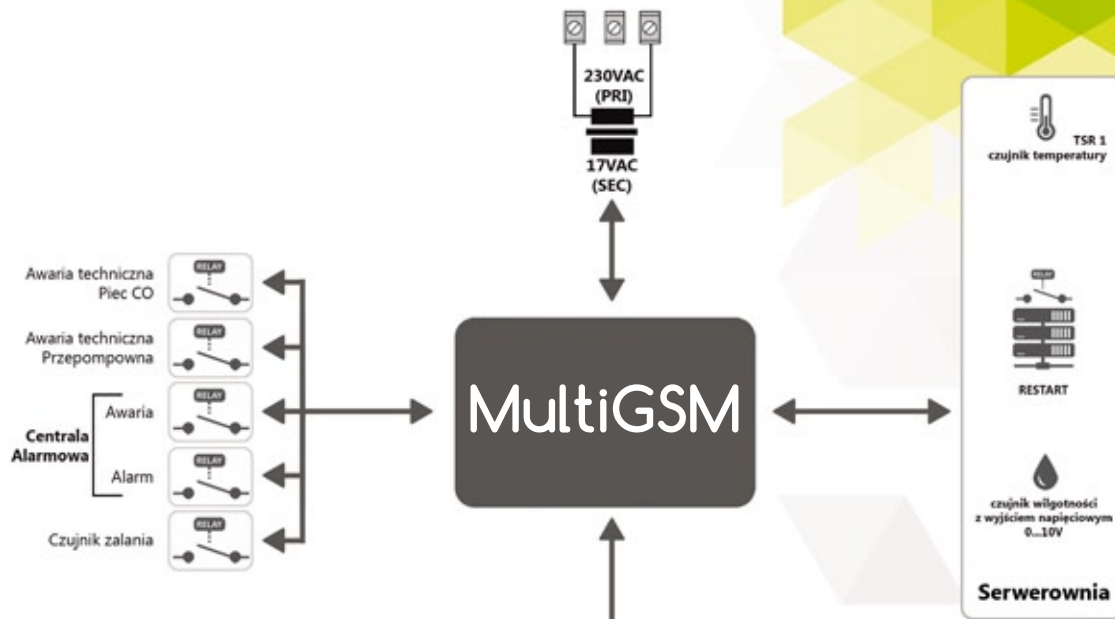 230VAC
(PRI)
17VAC
(SEC)
TSR 1
czujnik temperatury
Awaria techniczna
Piec CO
RELAY
Awaria techniczna
Przepompowna
RELAY
Centrala
Alarmowa
Awaria
RELAY
Alarm
RELAY
Czujnik zalania
RELAY
MultiGSM
RELAY
RESTART
czujnik wilgotności
z wyjściem napięciowym
0...10V
Serwerownia